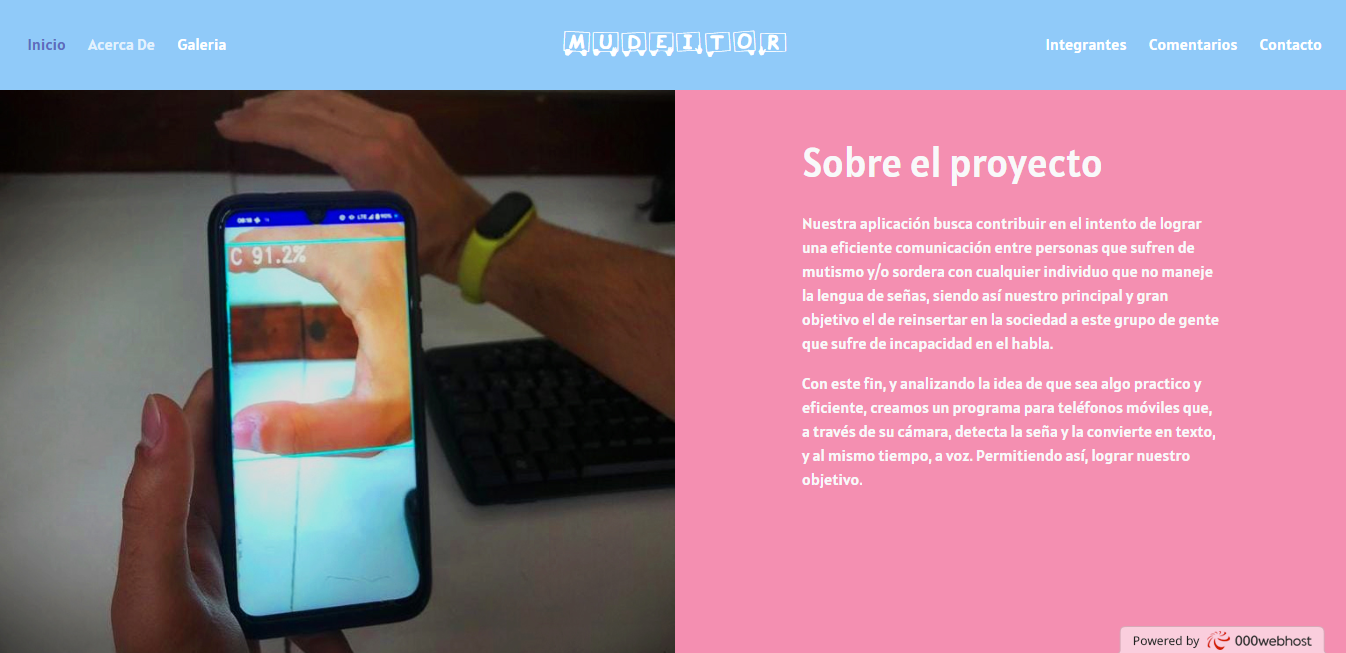 Inicio Acerca De Galeria MUDEITOR Integrantes Comentarios Contacto
C 91.2%
Sobre el proyecto
Nuestra aplicación busca contribuir en el intento de lograr
una eficiente comunicación entre personas que sufren de
mutismo y/o sordera con cualquier individuo que no maneje
la lengua de señas, siendo así nuestro principal y gran
objetivo el de reinsertar en la sociedad a este grupo de gente
que sufre de incapacidad en el habla.
Con este fin, y analizando la idea de que sea algo practico y
eficiente, creamos un programa para teléfonos móviles que,
a través de su cámara, detecta la seña y la convierte en texto,
y al mismo tiempo, a voz. Permitiendo así, lograr nuestro
objetivo.
Powered by 000webhost